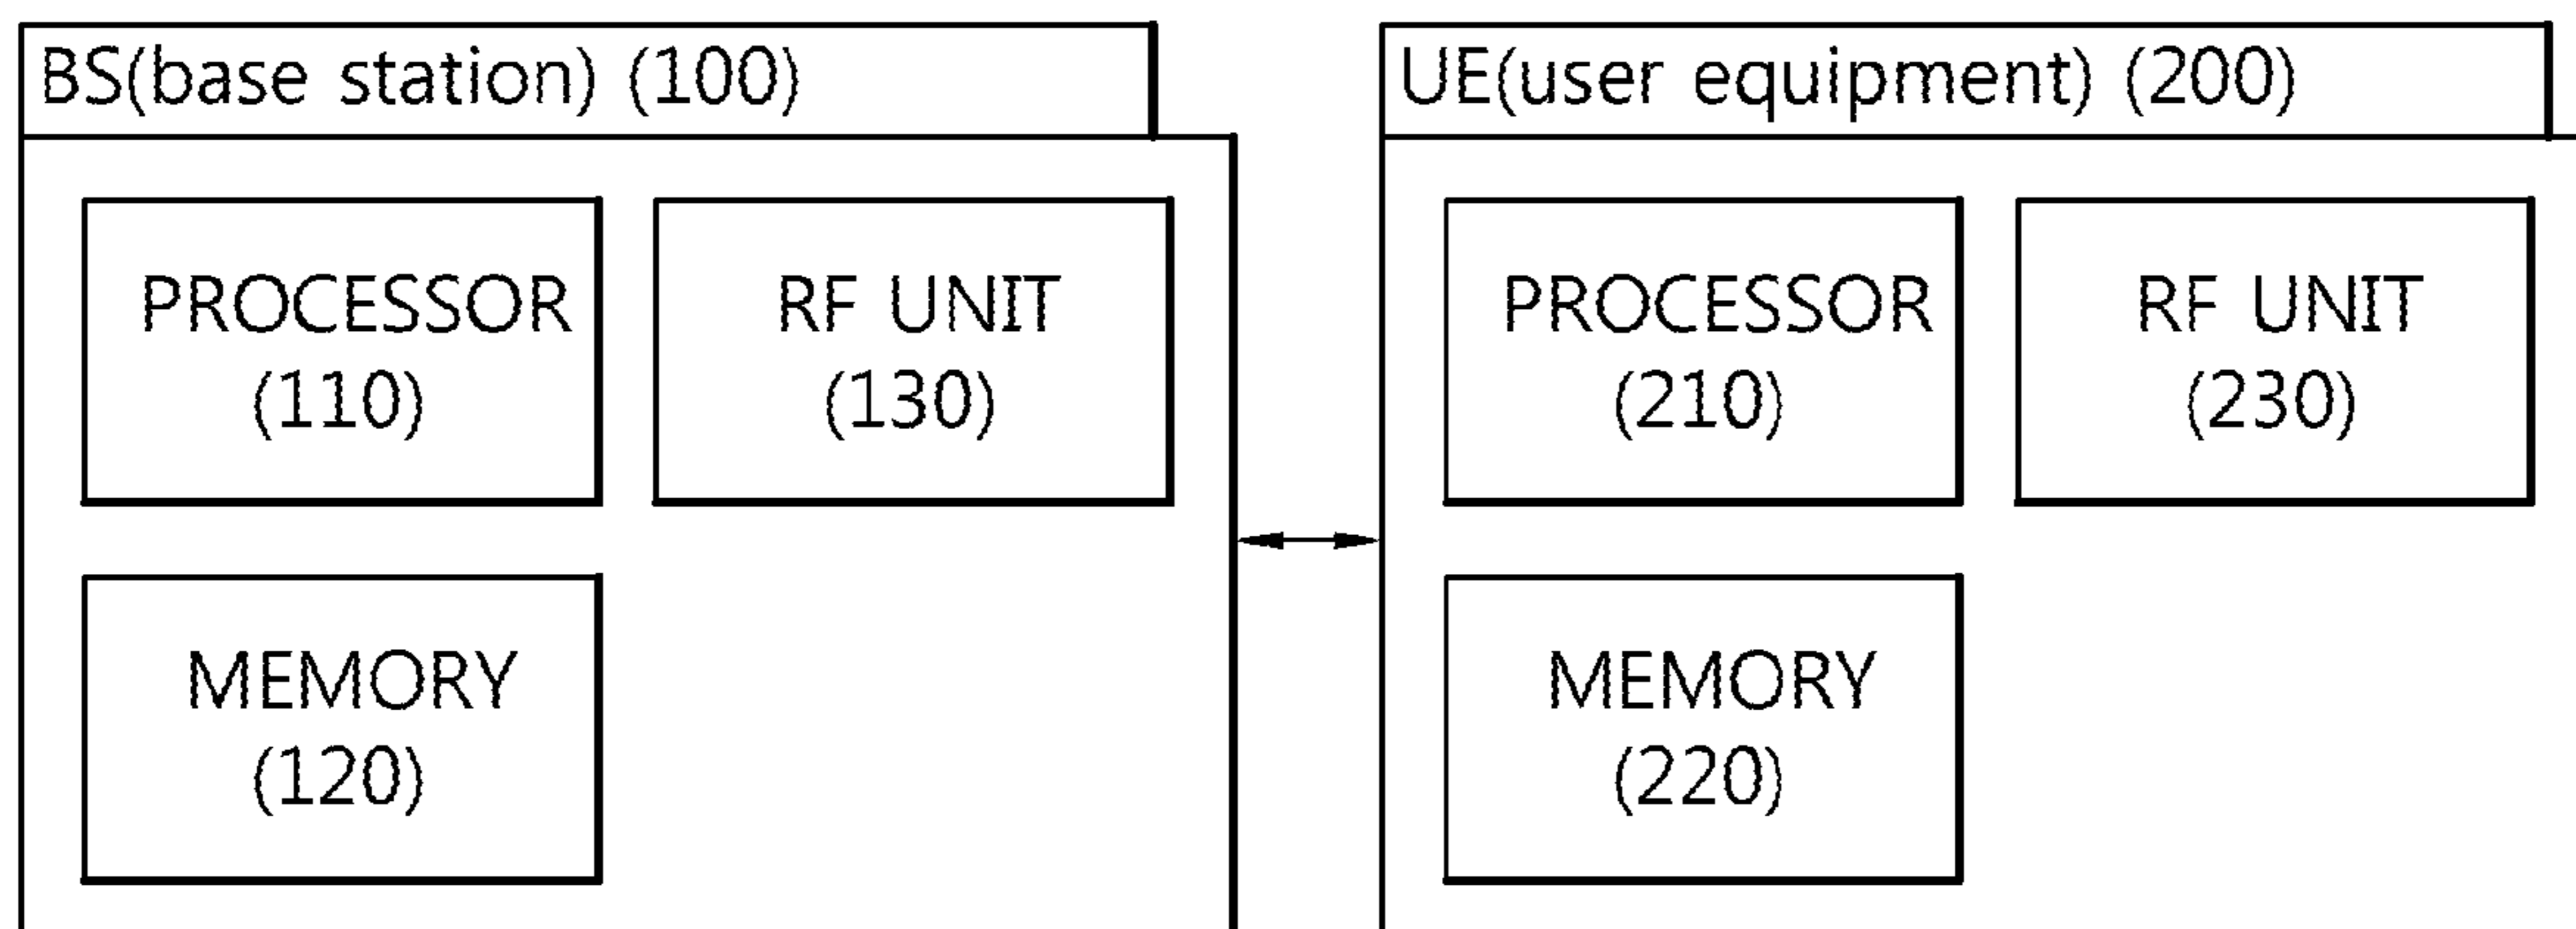 BS(base station) (100)
PROCESSOR
(110)
RF UNIT
(130)
MEMORY
(120)
UE(user equipment) (200)
PROCESSOR
(210)
RF UNIT
(230)
MEMORY
(220)